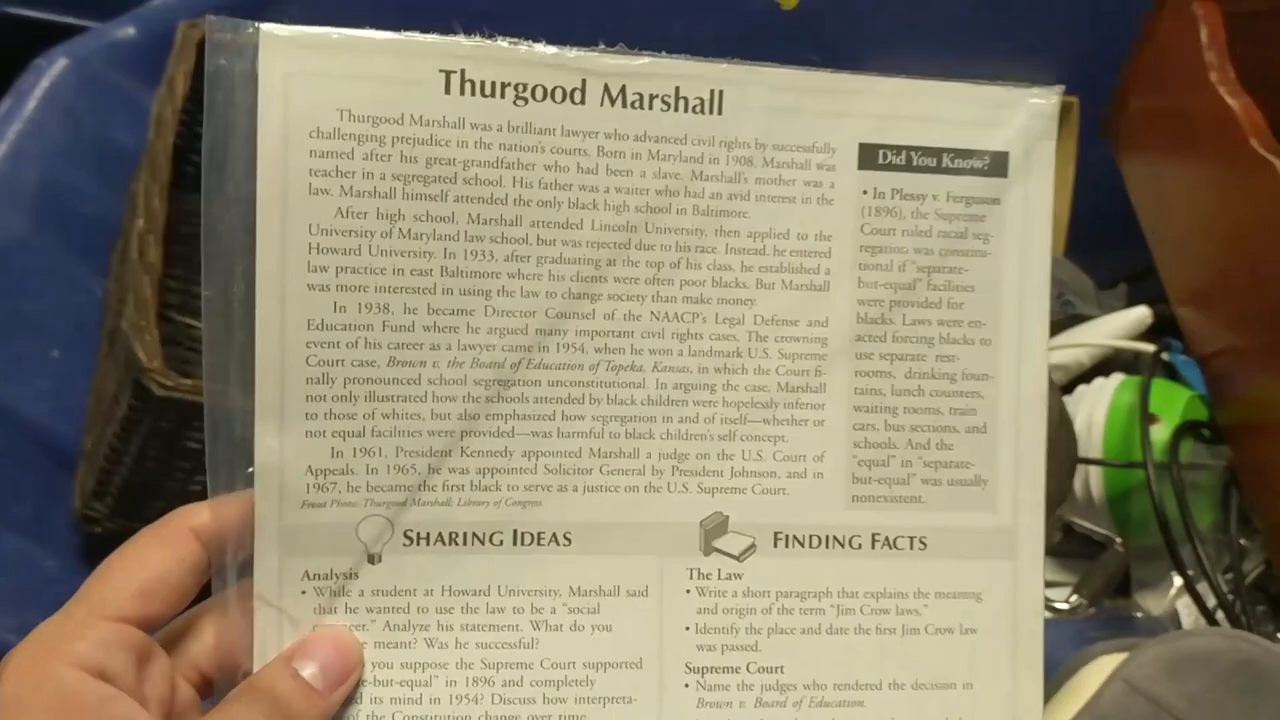 Thurgood Marshall
Thurgood Marshall was a brilliant lawyer who advanced civil rights by successfully
challenging prejudice in the nation's courts. Born in Maryland in 1908, Marshall was
named after his great-grandfather who had been a slave. Marshall's mother was a
teacher in a segregated school. His father was a waiter who had an avid interest in the
law. Marshall himself attended the only black high school in Baltimore.
After high school, Marshall attended Lincoln University, then applied to the
University of Maryland law school, but was rejected due to his race. Instead, he entered
Howard University. In 1933, after graduating at the top of his class, he established a
law practice in east Baltimore where his clients were often poor blacks. But Marshall
was more interested in using the law to change society than make money.
In 1938, he became Director Counsel of the NAACP's Legal Defense and
Education Fund where he argued many important civil rights cases. The crowning
event of his career as a lawyer came in 1954, when he won a landmark U.S. Supreme
Court case, Brown v. the Board of Education of Topeka, Kansas, in which the Court fi-
nally pronounced school segregation unconstitutional. In arguing the case, Marshall
not only illustrated how the schools attended by black children were hopelessly inferior
to those of whites, but also emphasized how segregation in and of itself—whether or
not equal facilities were provided—was harmful to black children's self concept.
In 1961, President Kennedy appointed Marshall a judge on the U.S. Court of
Appeals. In 1965, he was appointed Solicitor General by President Johnson, and in
1967, he became the first black to serve as a justice on the U.S. Supreme Court.
Front Photo: Thurgood Marshall; Library of Congress
Did You Know?
• In Plessy v. Ferguson
(1896), the Supreme
Court ruled racial seg-
regation was constitu-
tional if "separate-
but-equal" facilities
were provided for
blacks. Laws were en-
acted forcing blacks to
use separate rest-
rooms, drinking foun-
tains, lunch counters,
waiting rooms, train
cars, bus sections, and
schools. And the
"equal" in "separate-
but-equal" was usually
nonexistent.
SHARING IDEAS
Analysis
• While a student at Howard University, Marshall said
that he wanted to use the law to be a "social
Analyze his statement. What do you
meant? Was he successful?
you suppose the Supreme Court supported
-but-equal" in 1896 and completely
its mind in 1954? Discuss how interpreta-
of the Constitution change over time.
FINDING FACTS
The Law
• Write a short paragraph that explains the meaning
and origin of the term "Jim Crow laws."
• Identify the place and date the first Jim Crow law
was passed.
Supreme Court
• Name the judges who rendered the decision in
Brown v. Board of Education.